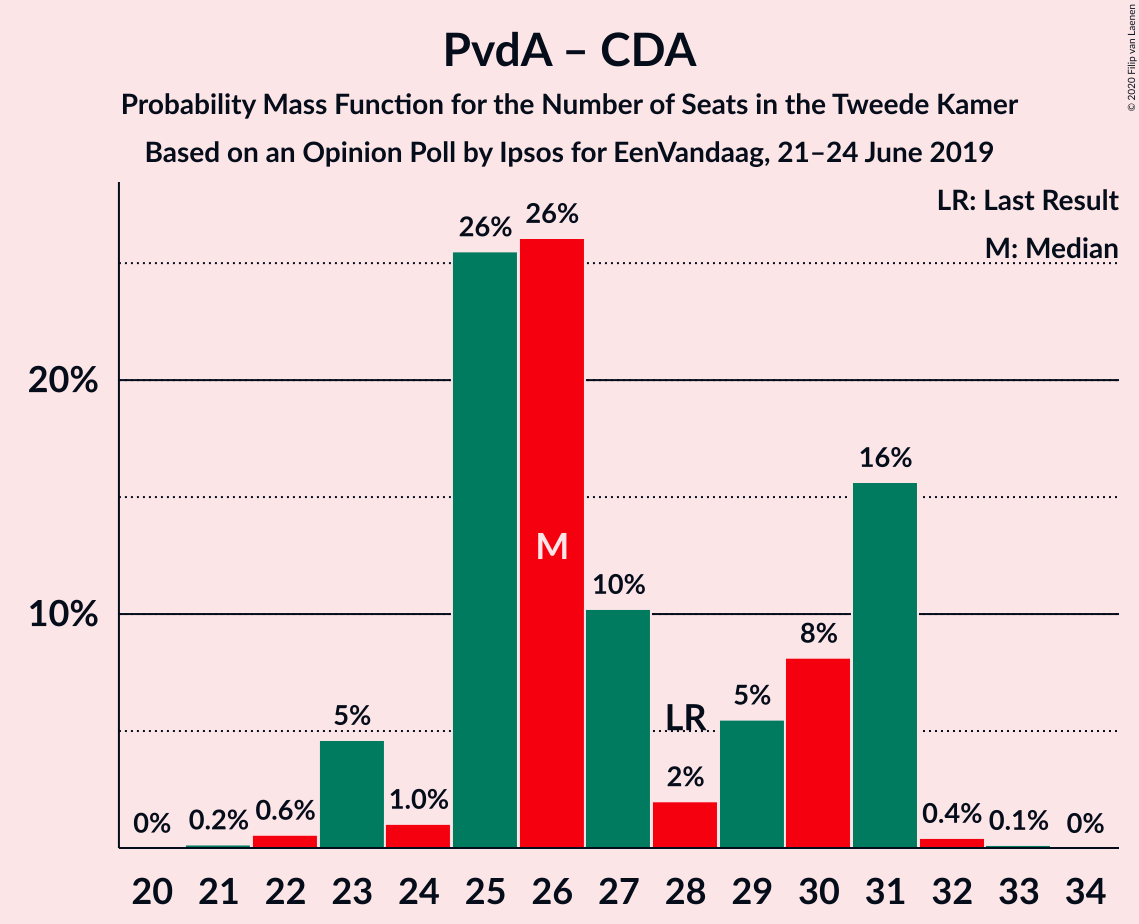 PvdA – CDA
Probability Mass Function for the Number of Seats in the Tweede Kamer
Based on an Opinion Poll by Ipsos for EenVandaag, 21–24 June 2019
© 2020 Filip van Laenen
LR: Last Result
M: Median
20%
10%
0%
0.2%
0.6%
5%
1.0%
26%
26%
M
10%
LR
2%
5%
8%
16%
0.4%
0.1%
0%
20 21 22 23 24 25 26 27 28 29 30 31 32 33 34